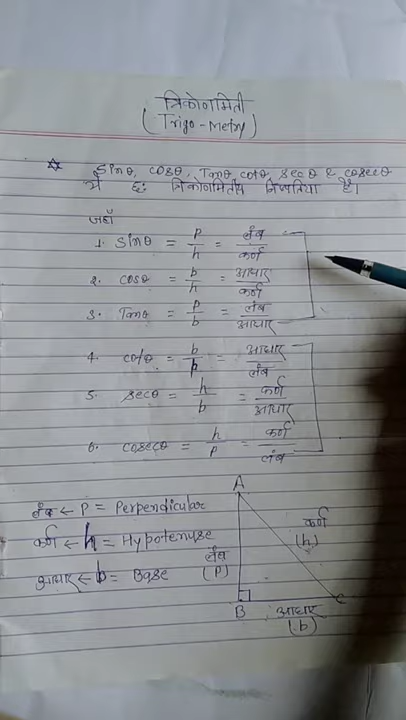 त्रिकोणमिती
(Trigo-Metry)
☆ Sinθ, cosθ, Tanθ, cotθ, secθ & cosecθ
ये छः त्रिकोणमितीय निष्पतियां है।
जहाँ
1. Sinθ = P/h = लंब/कर्ण
2. cosθ = b/h = आधार/कर्ण
3. Tanθ = P/b = लंब/आधार
4. cotθ = b/p = आधार/लंब
5. secθ = h/b = कर्ण/आधार
6. cosecθ = h/P = कर्ण/लंब
लंब ← P = Perpendicular
कर्ण ← h = Hypotenuse
आधार ← b = Base
A
कर्ण
(h)
लंब
(P)
B आधार C
(b)